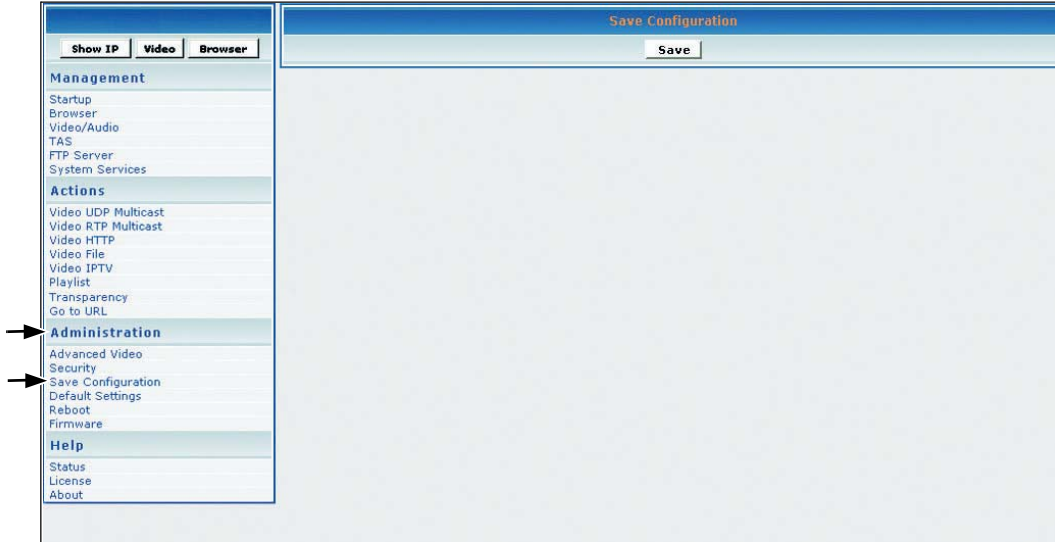 Save Configuration
Save
Show IP Video Browser
Management
Startup
Browser
Video/Audio
TAS
FTP Server
System Services
Actions
Video UDP Multicast
Video RTP Multicast
Video HTTP
Video File
Video IPTV
Playlist
Transparency
Go to URL
Administration
Advanced Video
Security
Save Configuration
Default Settings
Reboot
Firmware
Help
Status
License
About